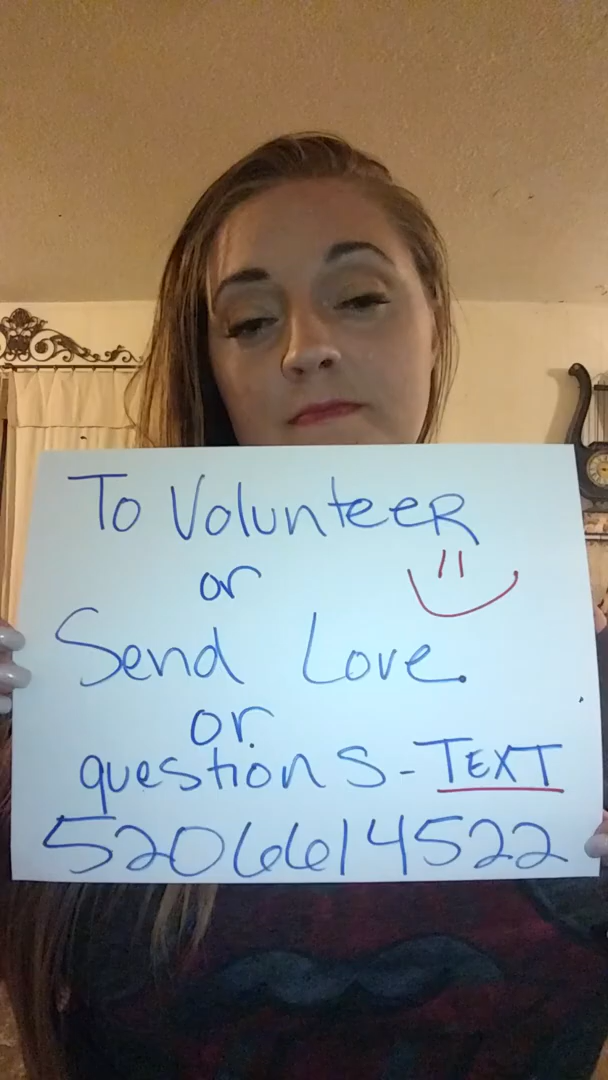 To VolunteeR
or
Send Love.
or.
questions - TEXT
5206614522